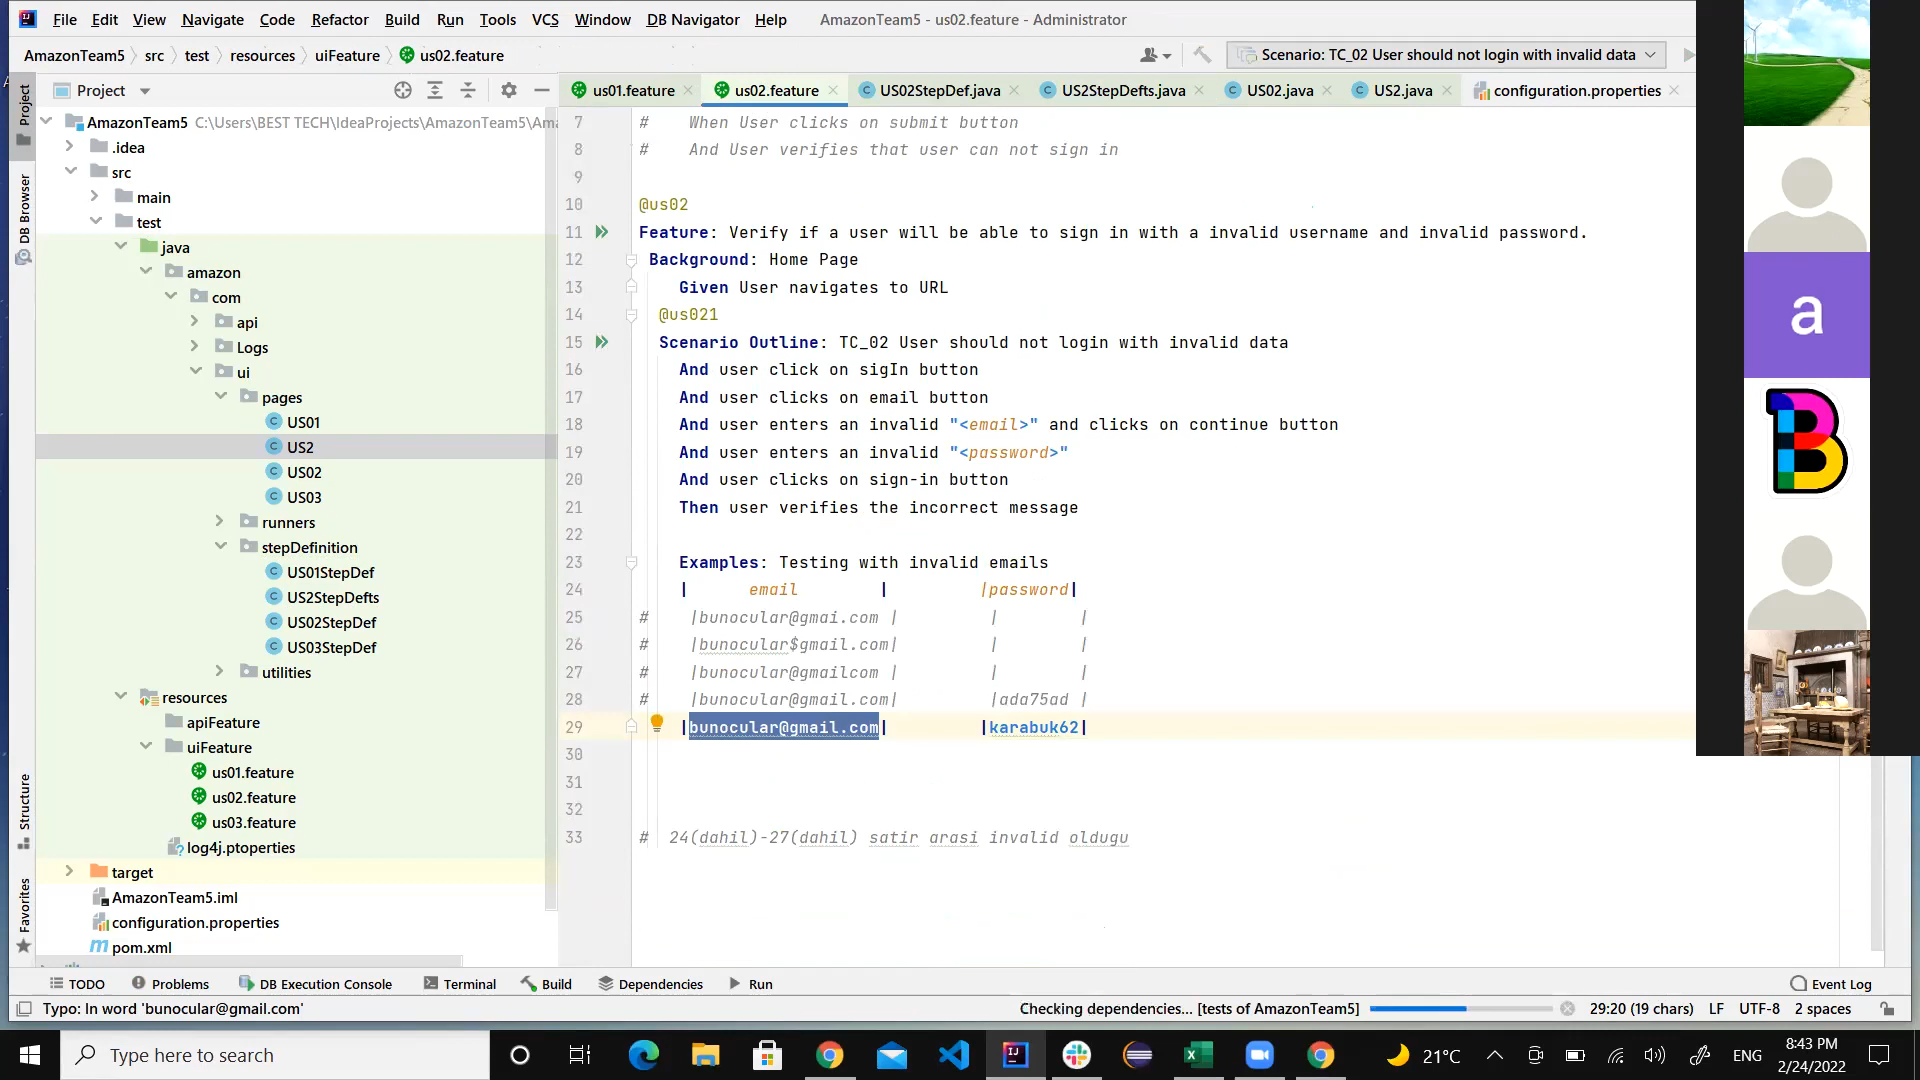 File Edit View Navigate Code Refactor Build Run Tools VCS Window DB Navigator Help AmazonTeam5 - us02.feature - Administrator
AmazonTeam5 src test resources uiFeature us02.feature
Scenario: TC_02 User should not login with invalid data
Project
us01.feature us02.feature US02StepDef.java US2StepDefts.java US02.java US2.java configuration.properties
Project
DB Browser
Structure
Favorites
AmazonTeam5 C:\Users\BEST TECH\IdeaProjects\AmazonTeam5\Ama
.idea
src
main
test
java
amazon
com
api
Logs
ui
pages
US01
US2
US02
US03
runners
stepDefinition
US01StepDef
US2StepDefts
US02StepDef
US03StepDef
utilities
resources
apiFeature
uiFeature
us01.feature
us02.feature
us03.feature
log4j.ptoperties
target
AmazonTeam5.iml
configuration.properties
pom.xml
7 # When User clicks on submit button
8 # And User verifies that user can not sign in
9
10 @us02
11 Feature: Verify if a user will be able to sign in with a invalid username and invalid password.
12 Background: Home Page
13 Given User navigates to URL
14 @us021
15 Scenario Outline: TC_02 User should not login with invalid data
16 And user click on sigIn button
17 And user clicks on email button
18 And user enters an invalid "<email>" and clicks on continue button
19 And user enters an invalid "<password>"
20 And user clicks on sign-in button
21 Then user verifies the incorrect message
22
23 Examples: Testing with invalid emails
24 | email | |password|
25 # |bunocular@gmai.com | | |
26 # |bunocular$gmail.com| | |
27 # |bunocular@gmailcom | | |
28 # |bunocular@gmail.com| |ada75ad |
29 |bunocular@gmail.com| |karabuk62|
30
31
32
33 # 24(dahil)-27(dahil) satir arasi invalid oldugu
a
B
TODO Problems DB Execution Console Terminal Build Dependencies Run Event Log
Typo: In word 'bunocular@gmail.com' Checking dependencies... [tests of AmazonTeam5] 29:20 (19 chars) LF UTF-8 2 spaces
Type here to search 21°C ENG 8:43 PM
2/24/2022